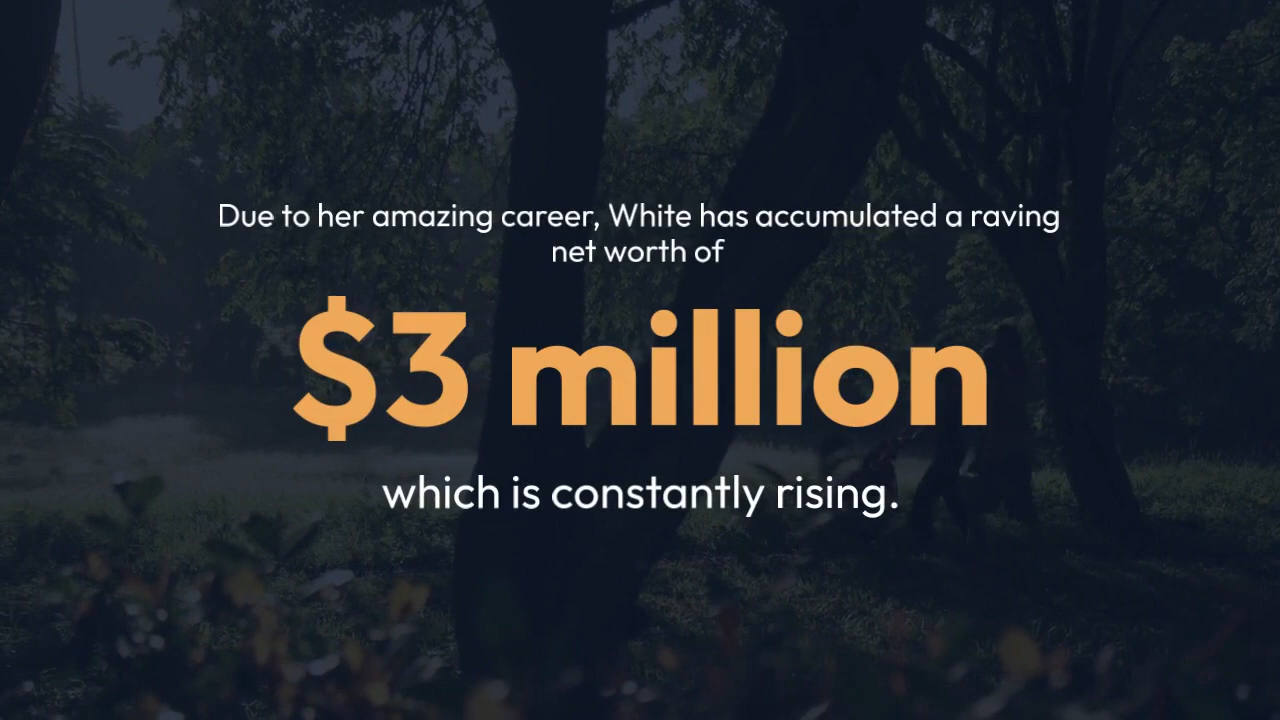 Due to her amazing career, White has accumulated a raving
net worth of
$3 million
which is constantly rising.